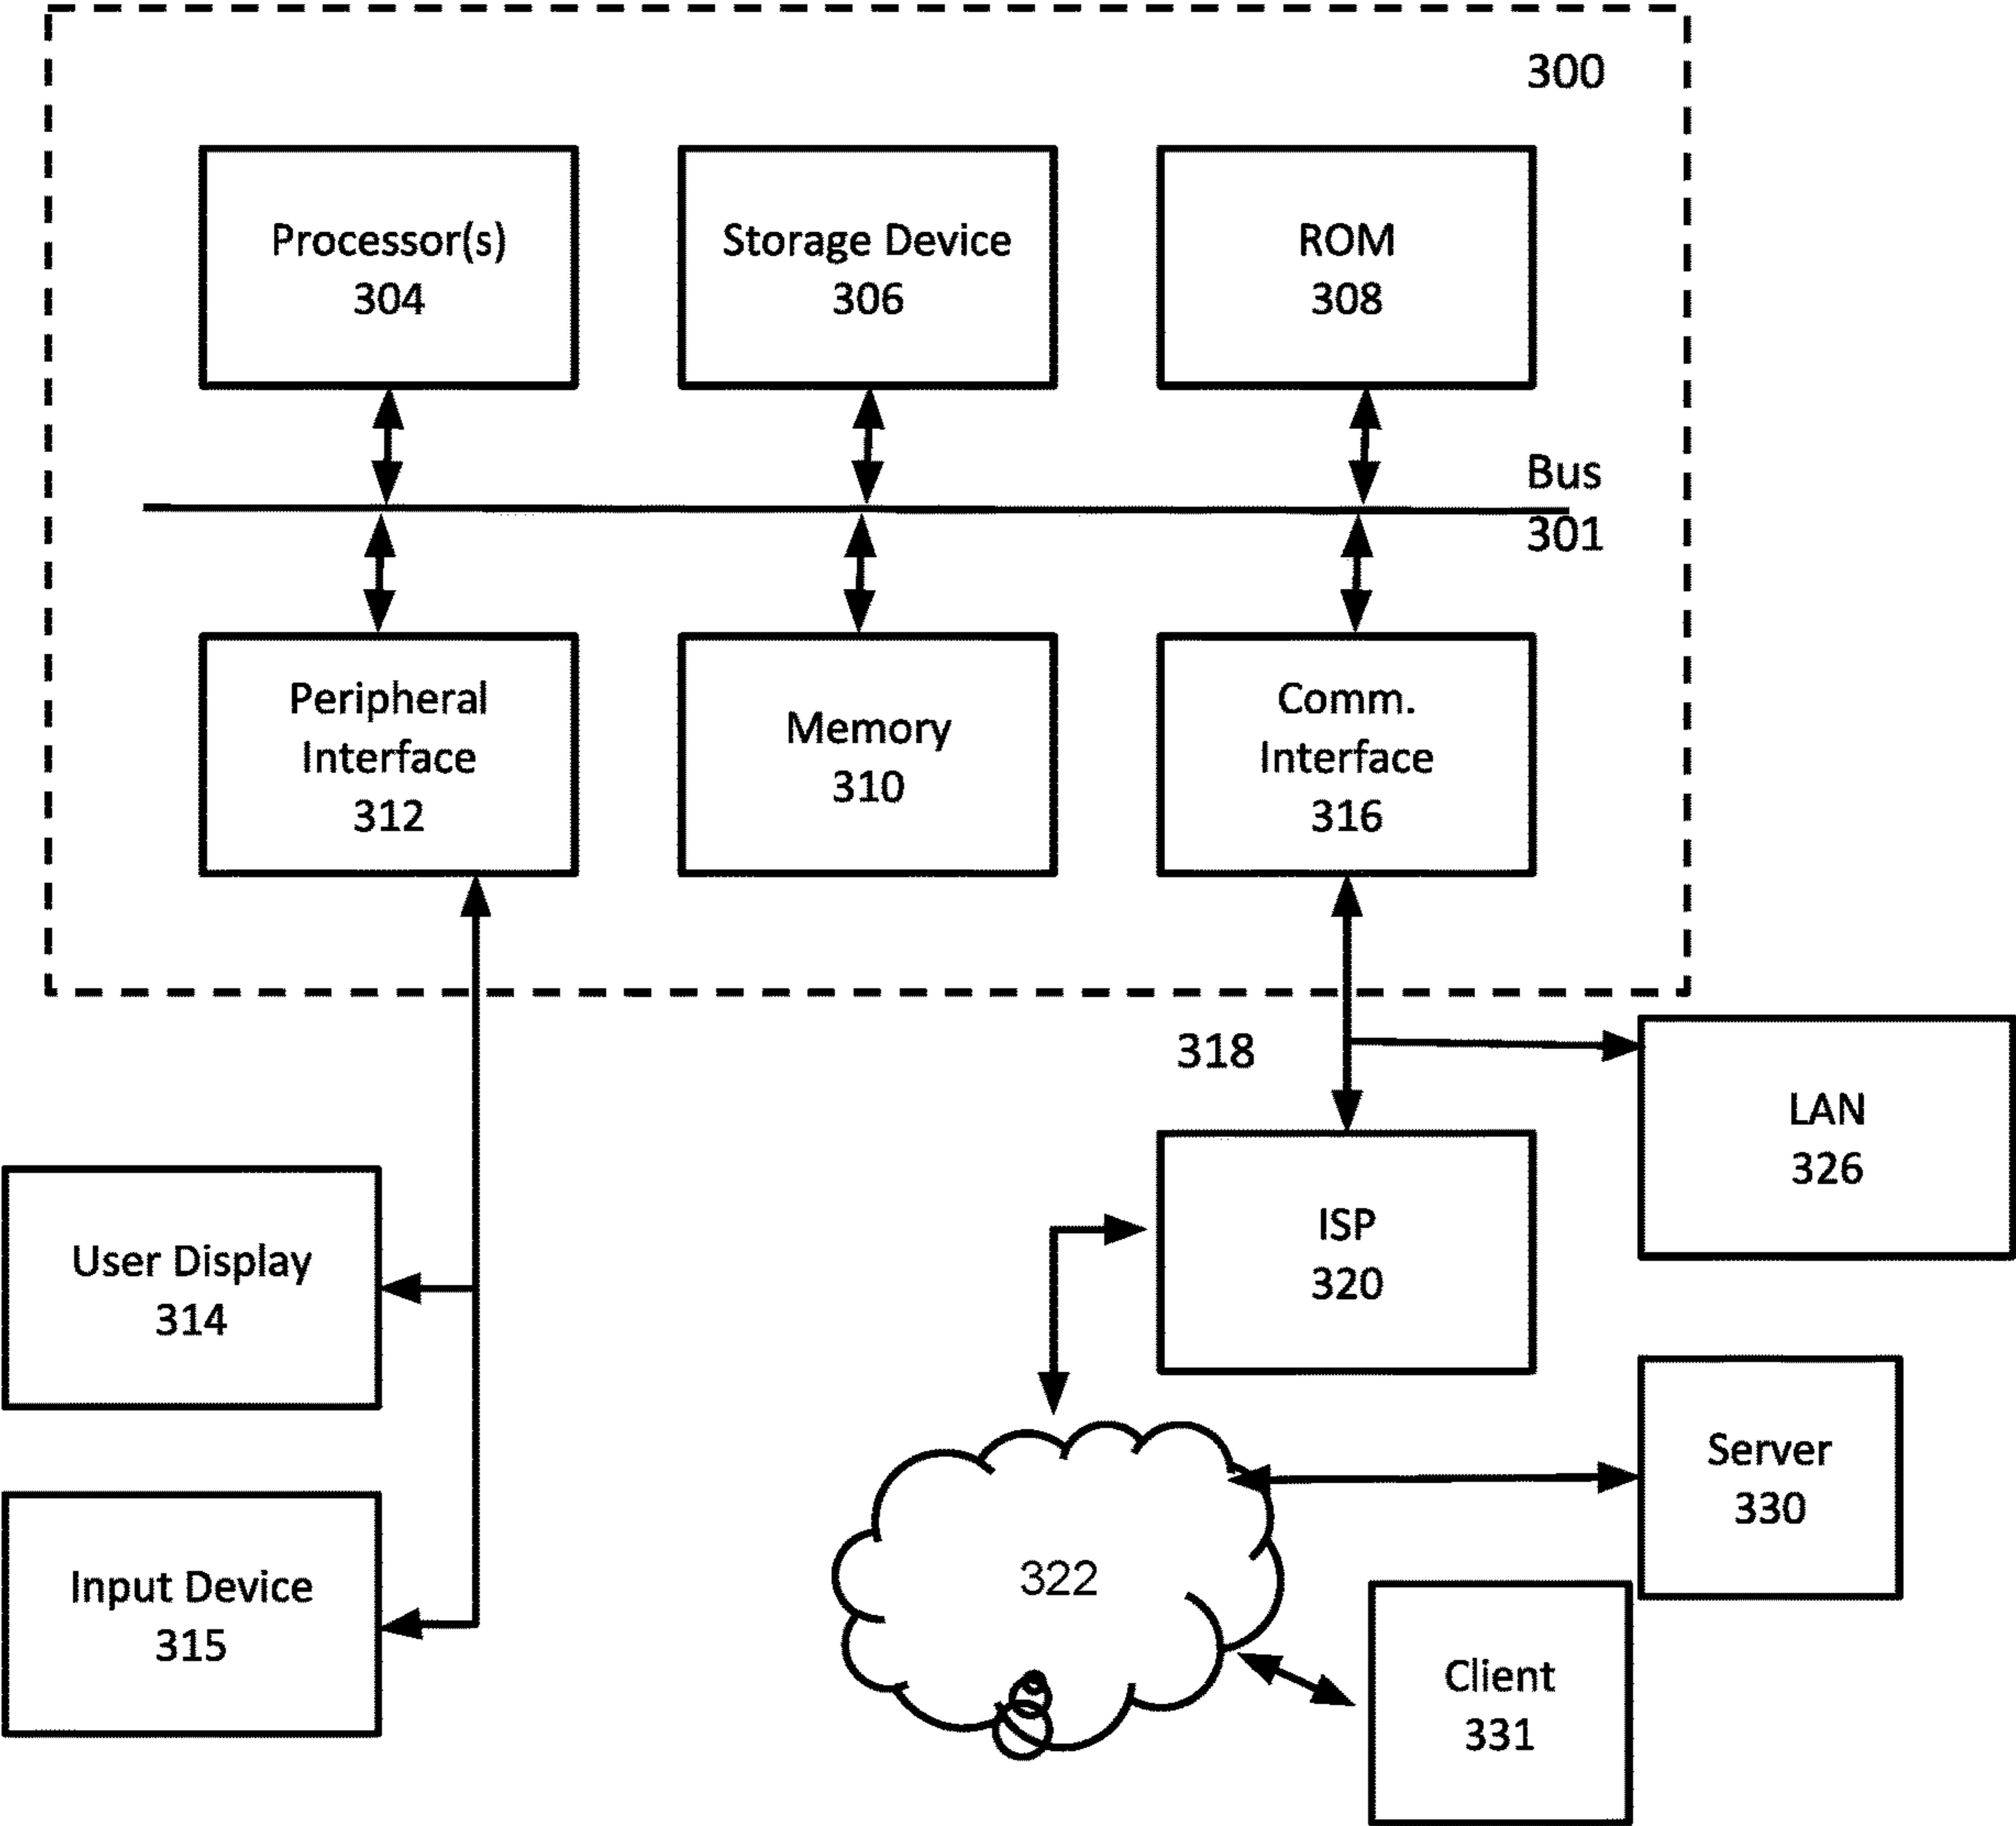 300
Processor(s)
304
Storage Device
306
ROM
308
Bus
301
Peripheral
Interface
312
Memory
310
Comm.
Interface
316
318
LAN
326
User Display
314
ISP
320
Server
330
Input Device
315
322
Client
331